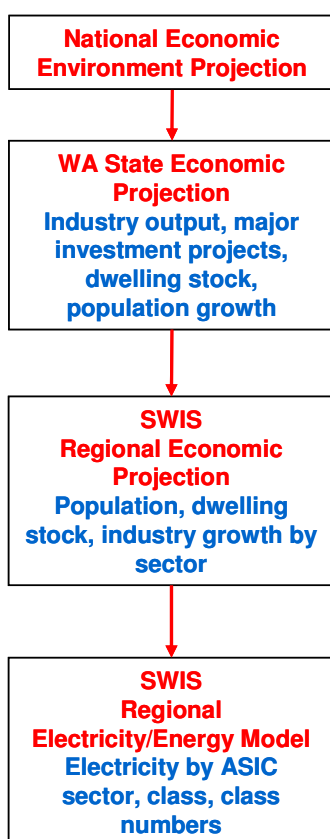 National Economic
Environment Projection
WA State Economic
Projection
Industry output, major
investment projects,
dwelling stock,
population growth
SWIS
Regional Economic
Projection
Population, dwelling
stock, industry growth by
sector
SWIS
Regional
Electricity/Energy Model
Electricity by ASIC
sector, class, class
numbers